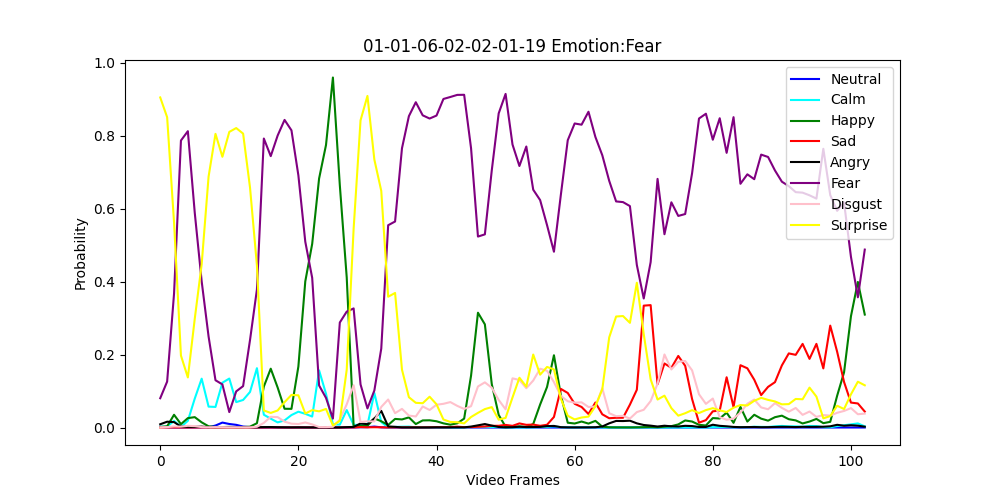 01-01-06-02-02-01-19 Emotion:Fear
1.0
0.8
0.6
0.4
0.2
0.0
Probability
0
20
40
60
80
100
Video Frames
Neutral
Calm
Happy
Sad
Angry
Fear
Disgust
Surprise